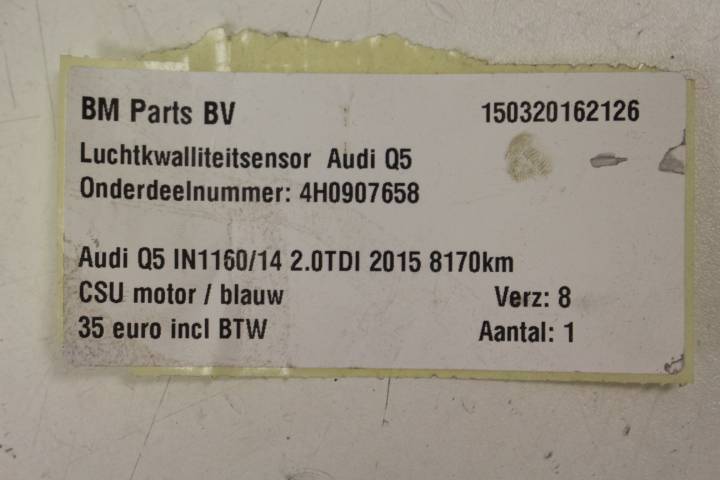 BM Parts BV 150320162126
Luchtkwalliteitsensor Audi Q5
Onderdeelnummer: 4H0907658
Audi Q5 IN1160/14 2.0TDI 2015 8170km
CSU motor / blauw Verz: 8
35 euro incl BTW Aantal: 1